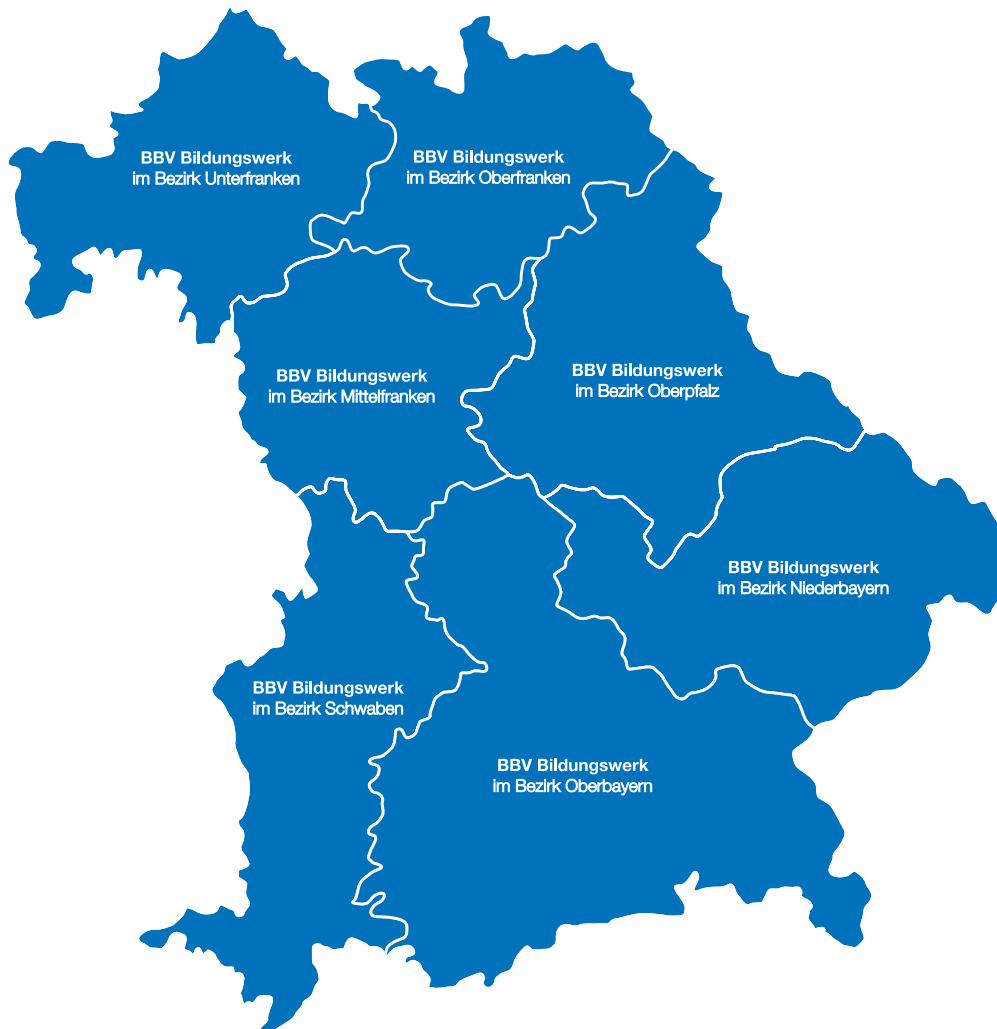 BBV Bildungswerk
im Bezirk Unterfranken
BBV Bildungswerk
im Bezirk Oberfranken
BBV Bildungswerk
im Bezirk Mittelfranken
BBV Bildungswerk
im Bezirk Oberpfalz
BBV Bildungswerk
im Bezirk Niederbayern
BBV Bildungswerk
im Bezirk Schwaben
BBV Bildungswerk
im Bezirk Oberbayern